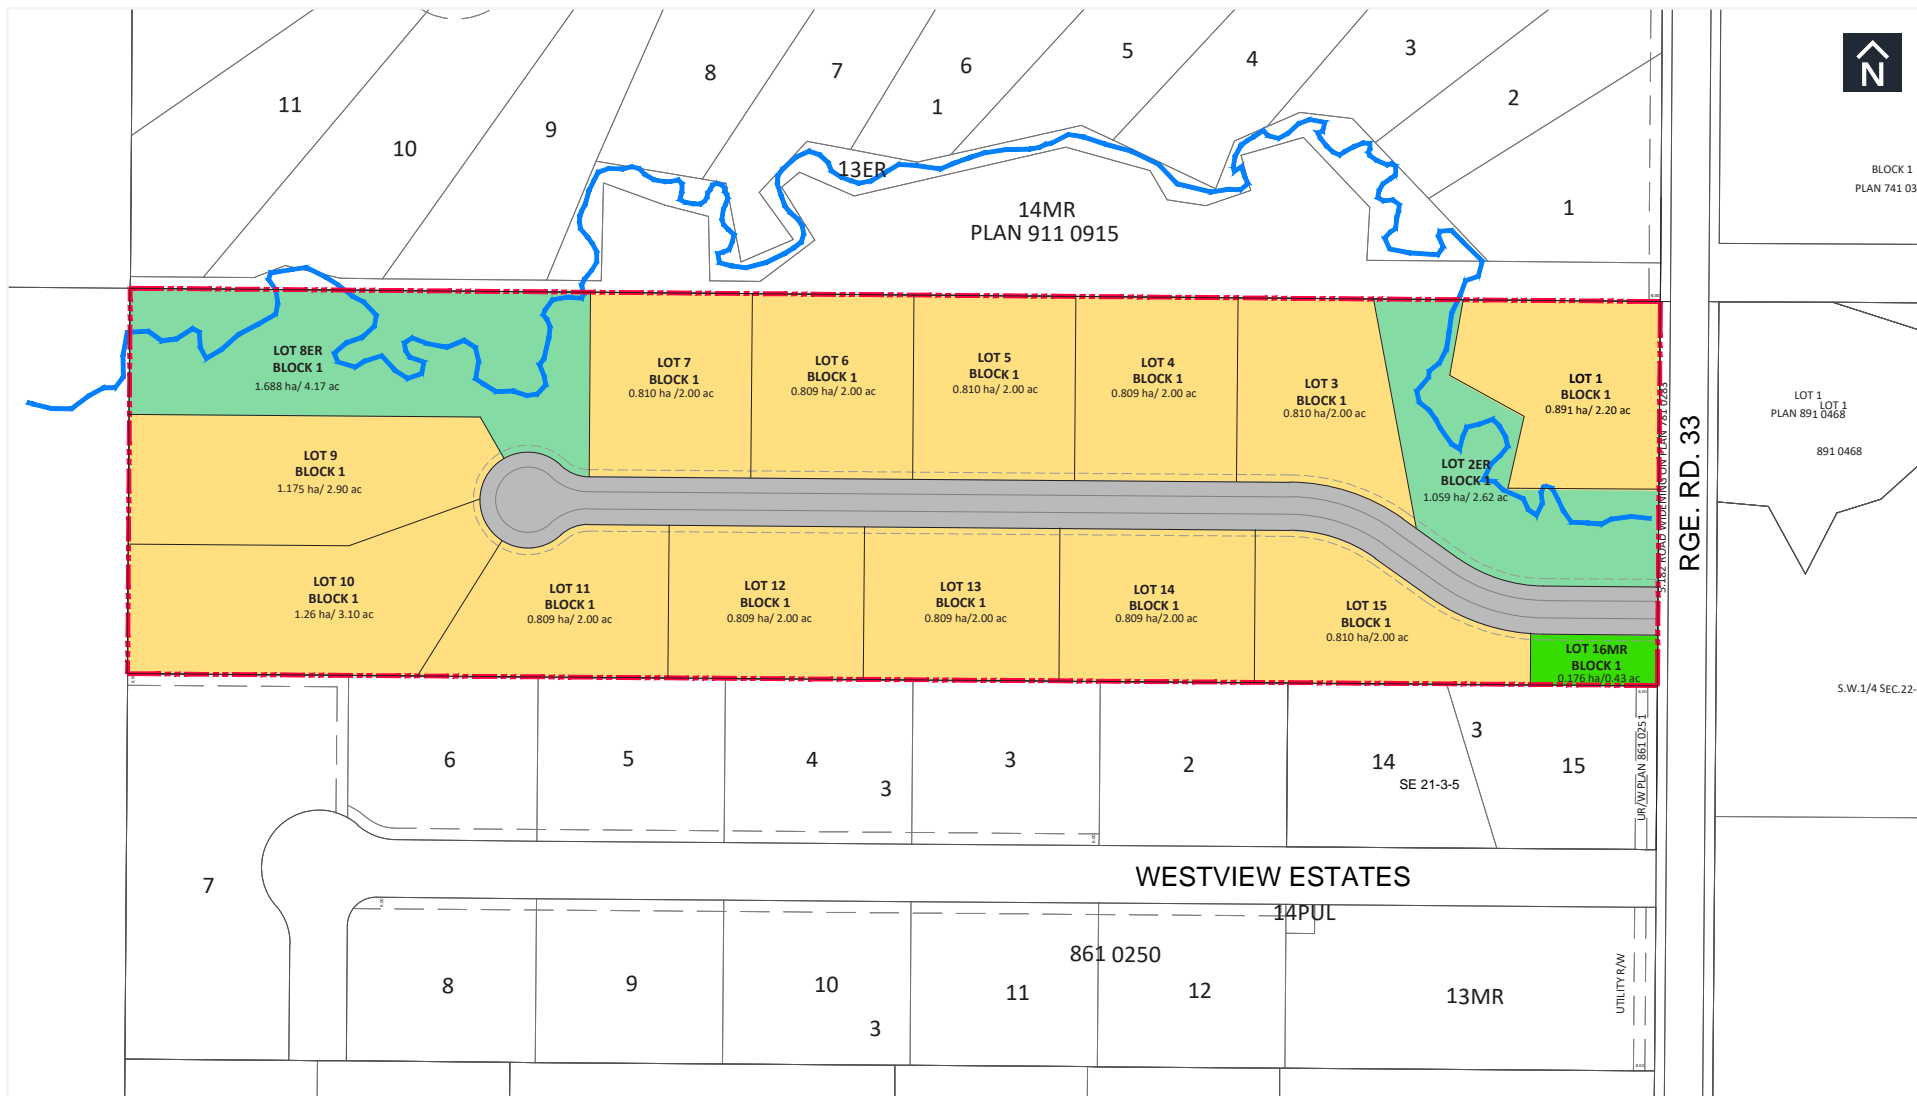 11
10
9
8
7
6
1
5
4
3
2
1
N
13ER
14MR
PLAN 911 0915
BLOCK 1
PLAN 741 03
LOT 8ER
BLOCK 1
1.688 ha/ 4.17 ac
LOT 7
BLOCK 1
0.810 ha /2.00 ac
LOT 6
BLOCK 1
0.809 ha/ 2.00 ac
LOT 5
BLOCK 1
0.810 ha/ 2.00 ac
LOT 4
BLOCK 1
0.809 ha/ 2.00 ac
LOT 3
BLOCK 1
0.810 ha/2.00 ac
LOT 1
BLOCK 1
0.891 ha/ 2.20 ac
LOT 2ER
BLOCK 1
1.059 ha/ 2.62 ac
LOT 9
BLOCK 1
1.175 ha/ 2.90 ac
LOT 10
BLOCK 1
1.26 ha/ 3.10 ac
LOT 11
BLOCK 1
0.809 ha/ 2.00 ac
LOT 12
BLOCK 1
0.809 ha/ 2.00 ac
LOT 13
BLOCK 1
0.809 ha/2.00 ac
LOT 14
BLOCK 1
0.809 ha/2.00 ac
LOT 15
BLOCK 1
0.810 ha/2.00 ac
LOT 16MR
BLOCK 1
0.176 ha/0.43 ac
5.182 ROAD WIDENING ON PLAN 781 0283
RGE. RD. 33
LOT 1
LOT 1
PLAN 891 0468
891 0468
S.W.1/4 SEC.22-
6
5
4
3
3
2
14
SE 21-3-5
3
15
UR/W PLAN 861 0251
7
WESTVIEW ESTATES
14PUL
861 0250
8
9
10
3
11
12
13MR
UTILITY R/W